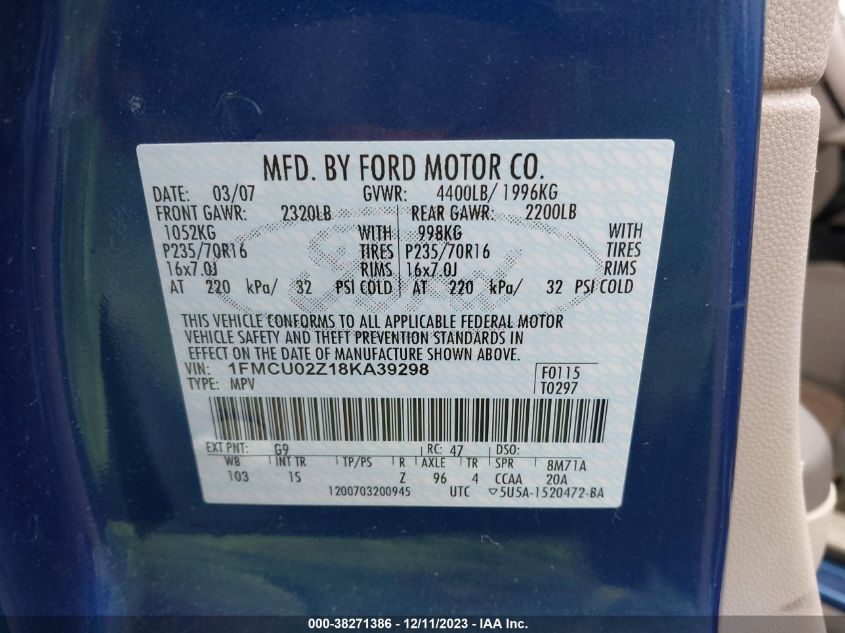 MFD. BY FORD MOTOR CO.
DATE: 03/07 GVWR: 4400LB/ 1996KG
FRONT GAWR: 2320LB REAR GAWR: 2200LB
1052KG WITH 998KG WITH
P235/70R16 TIRES P235/70R16 TIRES
16x7.0J RIMS 16x7.0J RIMS
AT 220 kPa/ 32 PSI COLD AT 220 kPa/ 32 PSI COLD
Ford
THIS VEHICLE CONFORMS TO ALL APPLICABLE FEDERAL MOTOR
VEHICLE SAFETY AND THEFT PREVENTION STANDARDS IN
EFFECT ON THE DATE OF MANUFACTURE SHOWN ABOVE.
VIN: 1FMCU02Z18KA39298 F0115
TYPE: MPV T0297
EXT PNT: G9 RC: 47 DSO:
WB INT TR TP/PS R AXLE TR SPR 8M71A
103 1S Z 96 4 CCAA 20A
1200703200945 UTC ▽5U5A-1520472-BA
000-38271386 - 12/11/2023 - IAA Inc.